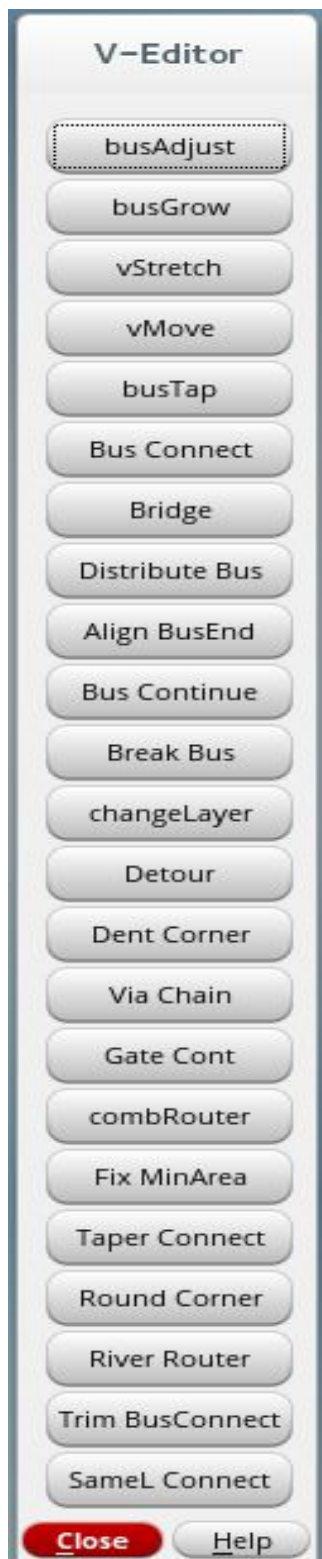 V-Editor
busAdjust
busGrow
vStretch
vMove
busTap
Bus Connect
Bridge
Distribute Bus
Align BusEnd
Bus Continue
Break Bus
changeLayer
Detour
Dent Corner
Via Chain
Gate Cont
combRouter
Fix MinArea
Taper Connect
Round Corner
River Router
Trim BusConnect
SameL Connect
Close Help